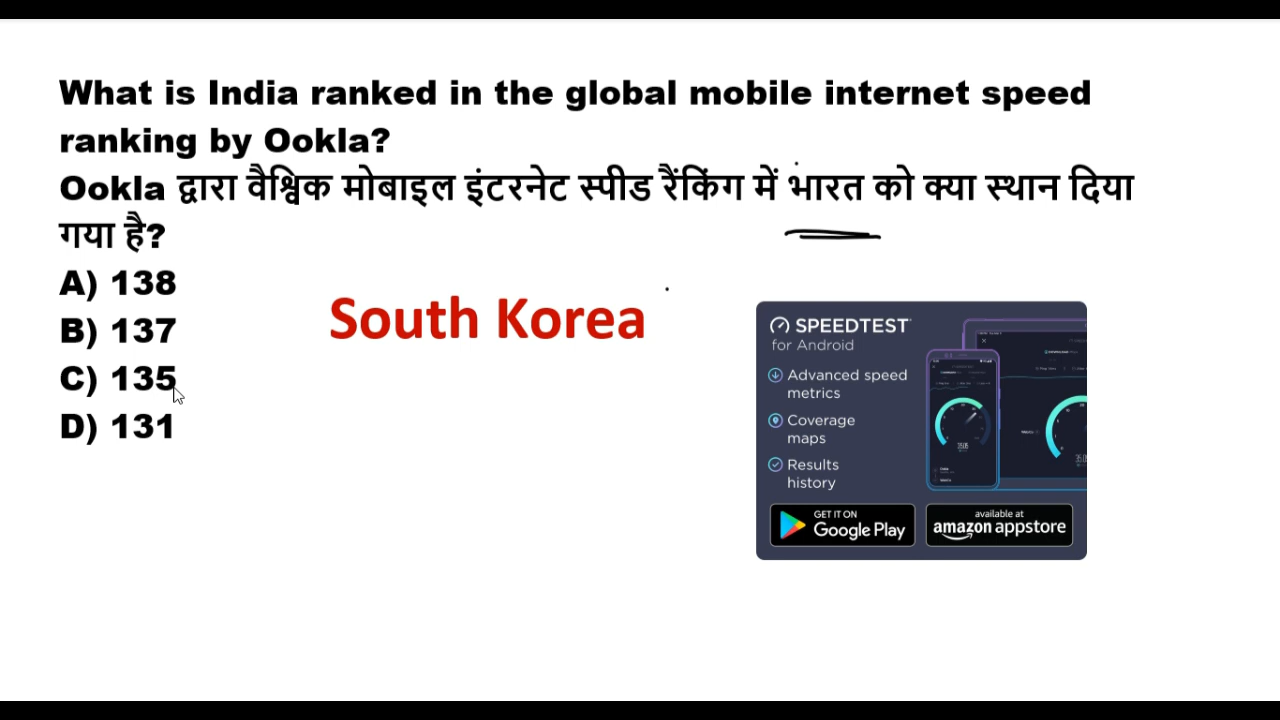 What is India ranked in the global mobile internet speed
ranking by Ookla?
Ookla द्वारा वैश्विक मोबाइल इंटरनेट स्पीड रैंकिंग में भारत को क्या स्थान दिया
गया है?
A) 138
B) 137
C) 135
D) 131
South Korea
SPEEDTEST
for Android
Advanced speed
metrics
Coverage
maps
Results
history
GET IT ON
Google Play
available at
amazon appstore